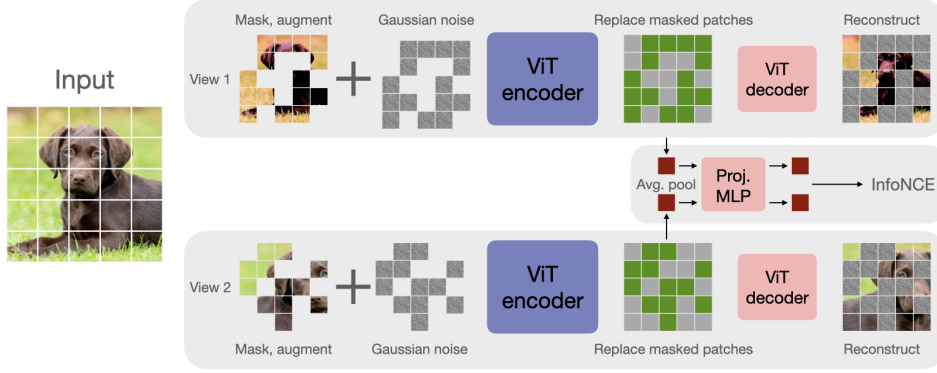 Mask, augment
Gaussian noise
Replace masked patches
Reconstruct
Input
View 1
ViT
encoder
ViT
decoder
Avg. pool
Proj.
MLP
InfoNCE
View 2
ViT
encoder
ViT
decoder
Mask, augment
Gaussian noise
Replace masked patches
Reconstruct